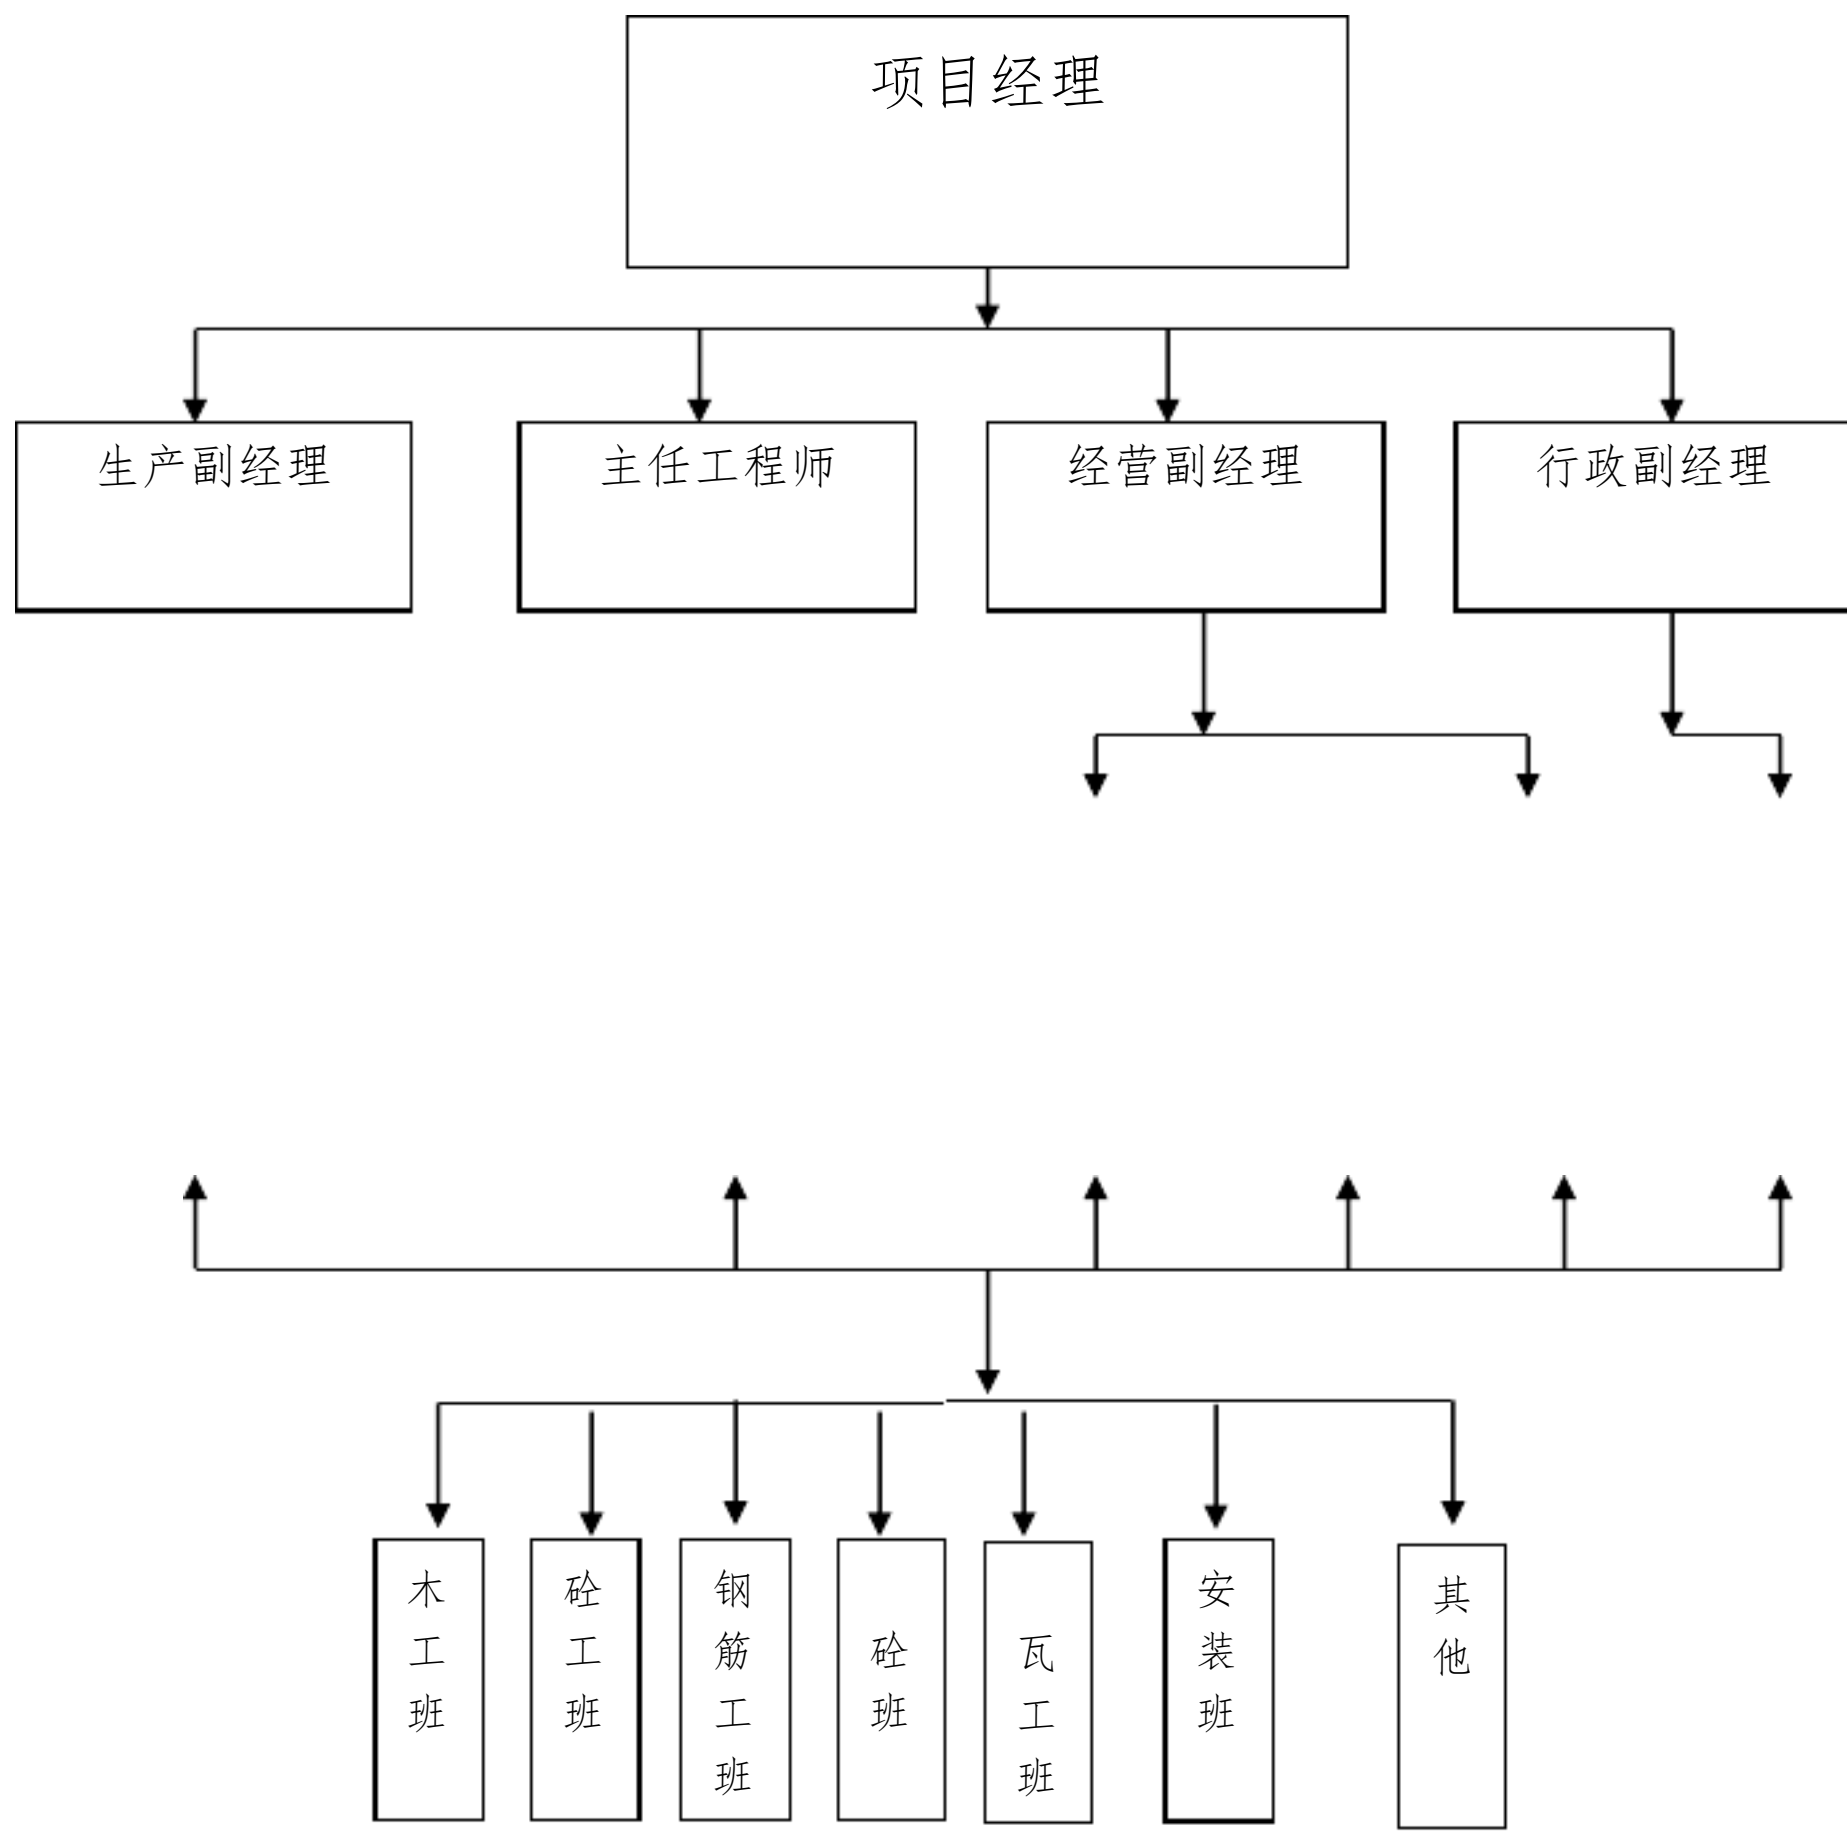 项目经理
生产副经理
主任工程师
经营副经理
行政副经理
木工班
砼工班
钢筋工班
砼班
瓦工班
安装班
其他